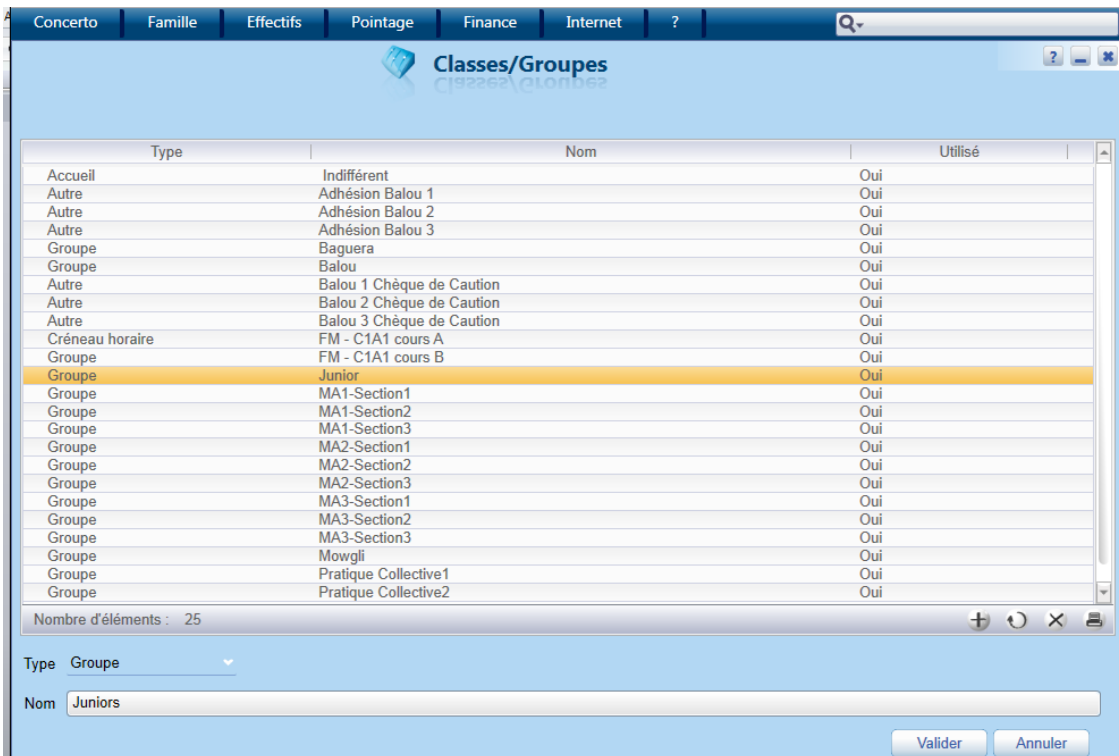 Concerto Famille Effectifs Pointage Finance Internet ?
Classes/Groupes
Type Nom Utilisé
Accueil Indifférent Oui
Autre Adhésion Balou 1 Oui
Autre Adhésion Balou 2 Oui
Autre Adhésion Balou 3 Oui
Groupe Baguera Oui
Groupe Balou Oui
Autre Balou 1 Chèque de Caution Oui
Autre Balou 2 Chèque de Caution Oui
Autre Balou 3 Chèque de Caution Oui
Créneau horaire FM - C1A1 cours A Oui
Groupe FM - C1A1 cours B Oui
Groupe Junior Oui
Groupe MA1-Section1 Oui
Groupe MA1-Section2 Oui
Groupe MA1-Section3 Oui
Groupe MA2-Section1 Oui
Groupe MA2-Section2 Oui
Groupe MA2-Section3 Oui
Groupe MA3-Section1 Oui
Groupe MA3-Section2 Oui
Groupe MA3-Section3 Oui
Groupe Mowgli Oui
Groupe Pratique Collective1 Oui
Groupe Pratique Collective2 Oui
Nombre d'éléments : 25
Type Groupe
Nom Juniors
Valider Annuler